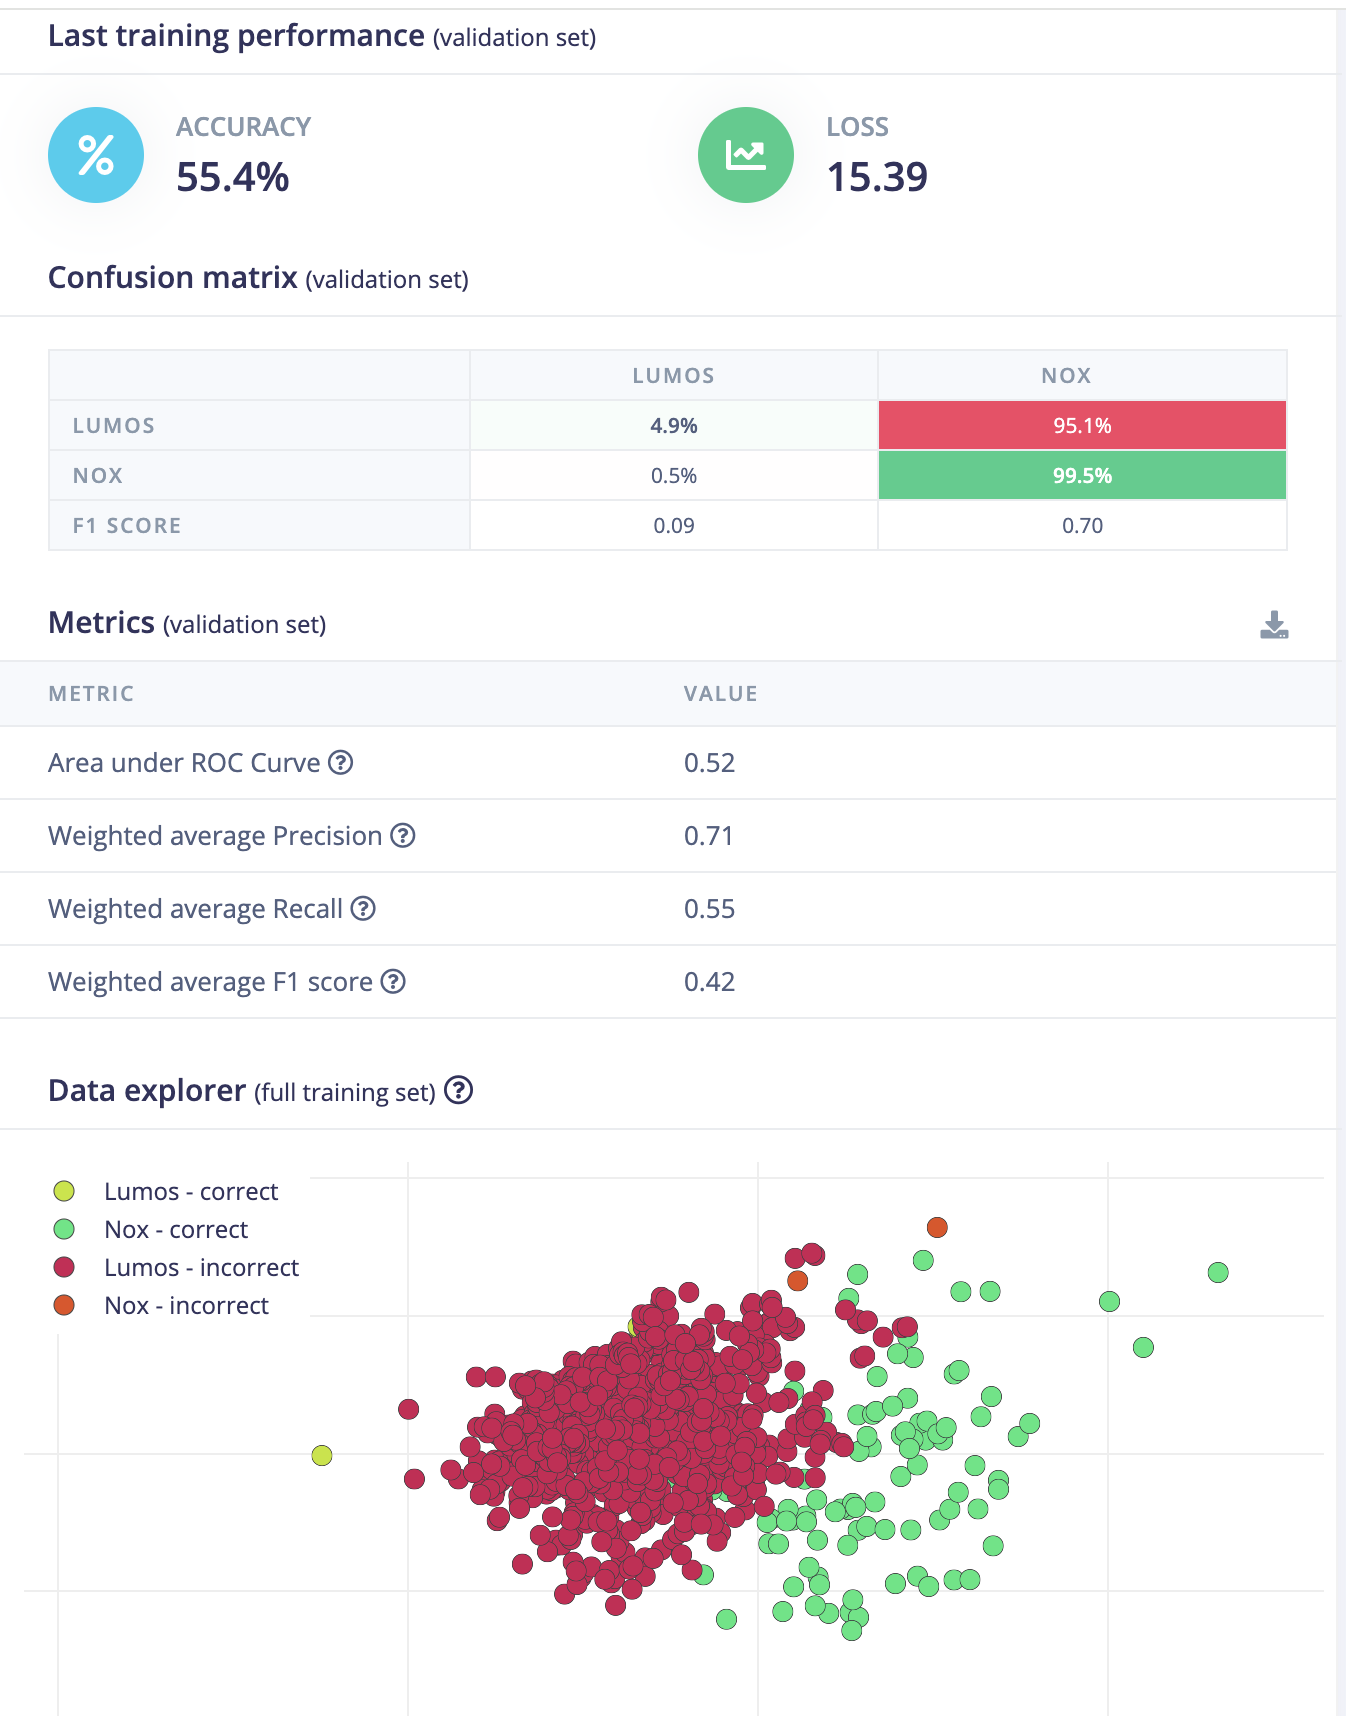 Last training performance (validation set)
ACCURACY
55.4%
LOSS
15.39
Confusion matrix (validation set)
LUMOS NOX
LUMOS 4.9% 95.1%
NOX 0.5% 99.5%
F1 SCORE 0.09 0.70
Metrics (validation set)
METRIC VALUE
Area under ROC Curve ? 0.52
Weighted average Precision ? 0.71
Weighted average Recall ? 0.55
Weighted average F1 score ? 0.42
Data explorer (full training set) ?
Lumos - correct
Nox - correct
Lumos - incorrect
Nox - incorrect